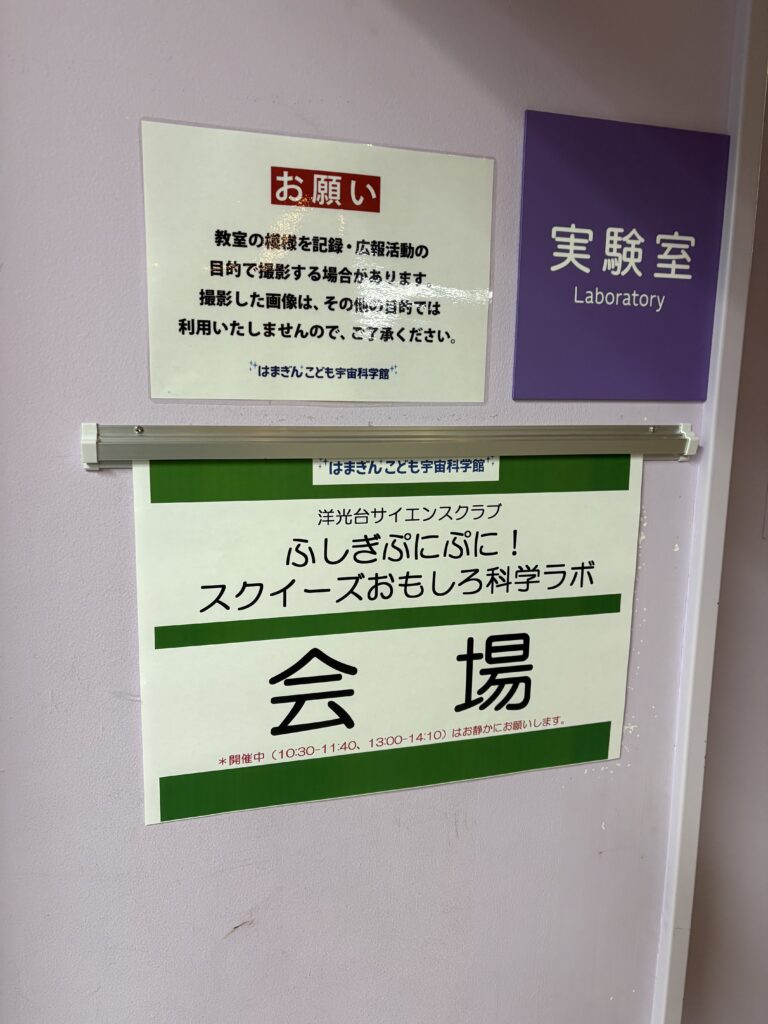 お願い
教室の模様を記録・広報活動の
目的で撮影する場合があります。
撮影した画像は、その他の目的では
利用いたしませんので、ご了承ください。
はまぎん こども宇宙科学館
実験室
Laboratory
はまぎん こども宇宙科学館
洋光台サイエンスクラブ
ふしぎぷにぷに！
スクイーズおもしろ科学ラボ
会場
＊開催中（10:30-11:40、13:00-14:10）はお静かにお願いします。